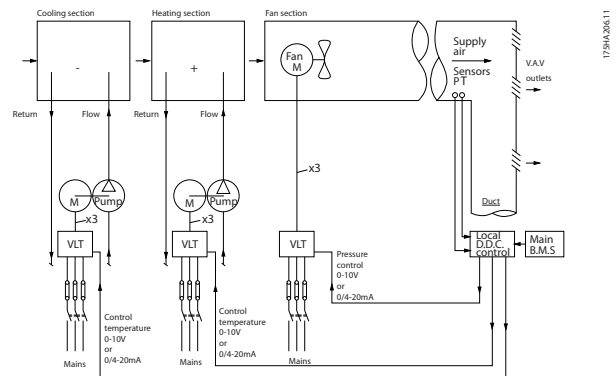 Cooling section
Heating section
Fan section
175HA206.11
-
+
Fan
M
Supply
air
Sensors
P T
V.A.V
outlets
Return
Flow
Return
Flow
x3
M
Pump
M
Pump
Duct
x3
x3
VLT
VLT
VLT
Local
D.D.C.
control
Main
B.M.S
Pressure
control
0-10V
or
0/4-20mA
Control
temperature
0-10V
or
0/4-20mA
Control
temperature
0-10V
or
0/4-20mA
Mains
Mains
Mains